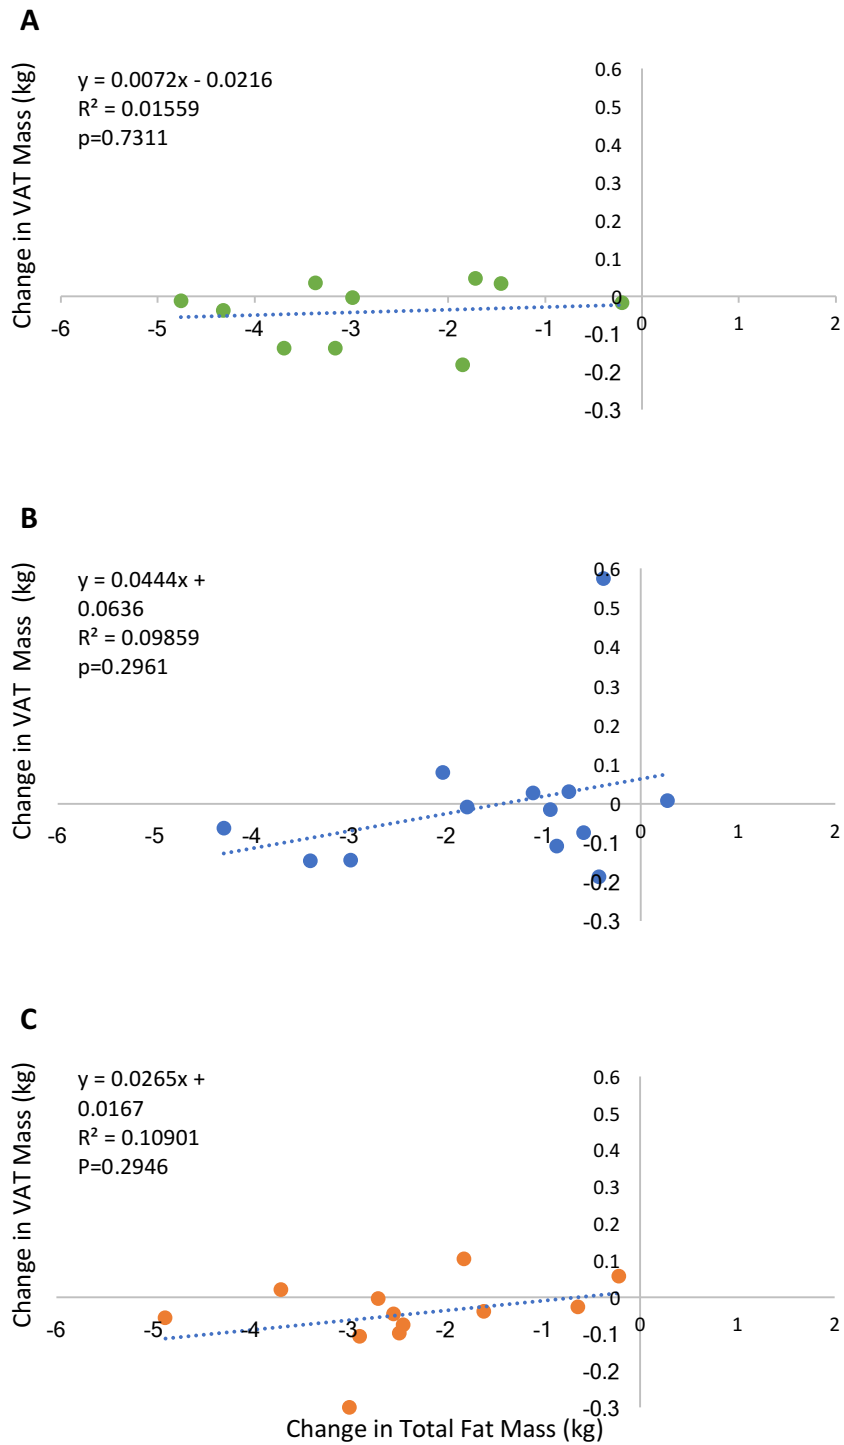 A
Change in VAT Mass (kg)
y = 0.0072x - 0.0216
R² = 0.01559
p=0.7311
0.6
0.5
0.4
0.3
0.2
0.1
0
-0.1
-0.2
-0.3
-6 -5 -4 -3 -2 -1 0 1 2
B
Change in VAT Mass (kg)
y = 0.0444x +
0.0636
R² = 0.09859
p=0.2961
0.6
0.5
0.4
0.3
0.2
0.1
0
-0.1
-0.2
-0.3
-6 -5 -4 -3 -2 -1 0 1 2
C
Change in VAT Mass (kg)
y = 0.0265x +
0.0167
R² = 0.10901
P=0.2946
0.6
0.5
0.4
0.3
0.2
0.1
0
-0.1
-0.2
-0.3
-6 -5 -4 -3 -2 -1 0 1 2
Change in Total Fat Mass (kg)